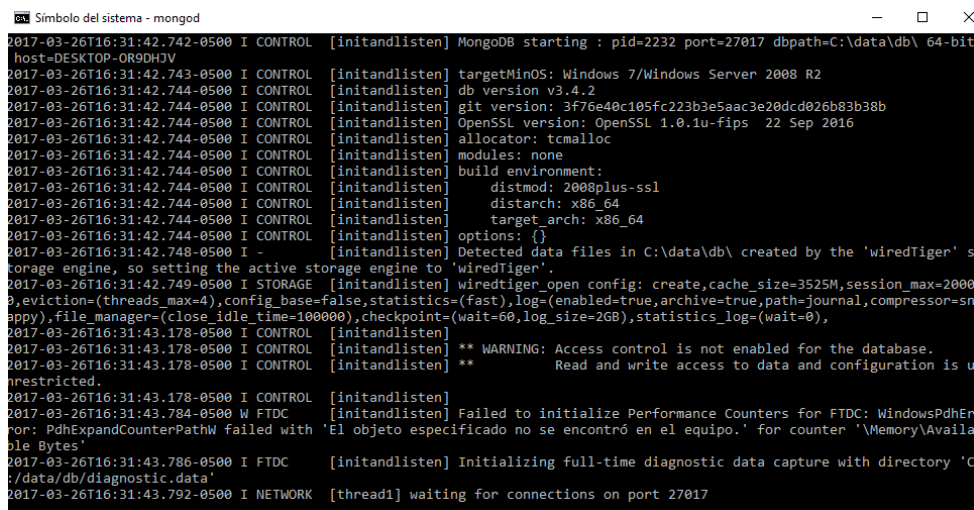 Símbolo del sistema - mongod
2017-03-26T16:31:42.742-0500 I CONTROL  [initandlisten] MongoDB starting : pid=2232 port=27017 dbpath=C:\data\db\ 64-bit
 host=DESKTOP-OR9DHJV
2017-03-26T16:31:42.743-0500 I CONTROL  [initandlisten] targetMinOS: Windows 7/Windows Server 2008 R2
2017-03-26T16:31:42.744-0500 I CONTROL  [initandlisten] db version v3.4.2
2017-03-26T16:31:42.744-0500 I CONTROL  [initandlisten] git version: 3f76e40c105fc223b3e5aac3e20dcd026b83b38b
2017-03-26T16:31:42.744-0500 I CONTROL  [initandlisten] OpenSSL version: OpenSSL 1.0.1u-fips  22 Sep 2016
2017-03-26T16:31:42.744-0500 I CONTROL  [initandlisten] allocator: tcmalloc
2017-03-26T16:31:42.744-0500 I CONTROL  [initandlisten] modules: none
2017-03-26T16:31:42.744-0500 I CONTROL  [initandlisten] build environment:
2017-03-26T16:31:42.744-0500 I CONTROL  [initandlisten]     distmod: 2008plus-ssl
2017-03-26T16:31:42.744-0500 I CONTROL  [initandlisten]     distarch: x86_64
2017-03-26T16:31:42.744-0500 I CONTROL  [initandlisten]     target_arch: x86_64
2017-03-26T16:31:42.744-0500 I CONTROL  [initandlisten] options: {}
2017-03-26T16:31:42.748-0500 I -        [initandlisten] Detected data files in C:\data\db\ created by the 'wiredTiger' s
torage engine, so setting the active storage engine to 'wiredTiger'.
2017-03-26T16:31:42.749-0500 I STORAGE  [initandlisten] wiredtiger_open config: create,cache_size=3525M,session_max=2000
0,eviction=(threads_max=4),config_base=false,statistics=(fast),log=(enabled=true,archive=true,path=journal,compressor=sn
appy),file_manager=(close_idle_time=100000),checkpoint=(wait=60,log_size=2GB),statistics_log=(wait=0),
2017-03-26T16:31:43.178-0500 I CONTROL  [initandlisten]
2017-03-26T16:31:43.178-0500 I CONTROL  [initandlisten] ** WARNING: Access control is not enabled for the database.
2017-03-26T16:31:43.178-0500 I CONTROL  [initandlisten] **          Read and write access to data and configuration is u
nrestricted.
2017-03-26T16:31:43.178-0500 I CONTROL  [initandlisten]
2017-03-26T16:31:43.784-0500 W FTDC     [initandlisten] Failed to initialize Performance Counters for FTDC: WindowsPdhEr
ror: PdhExpandCounterPathW failed with 'El objeto especificado no se encontró en el equipo.' for counter '\Memory\Availa
ble Bytes'
2017-03-26T16:31:43.786-0500 I FTDC     [initandlisten] Initializing full-time diagnostic data capture with directory 'C
:/data/db/diagnostic.data'
2017-03-26T16:31:43.792-0500 I NETWORK  [thread1] waiting for connections on port 27017